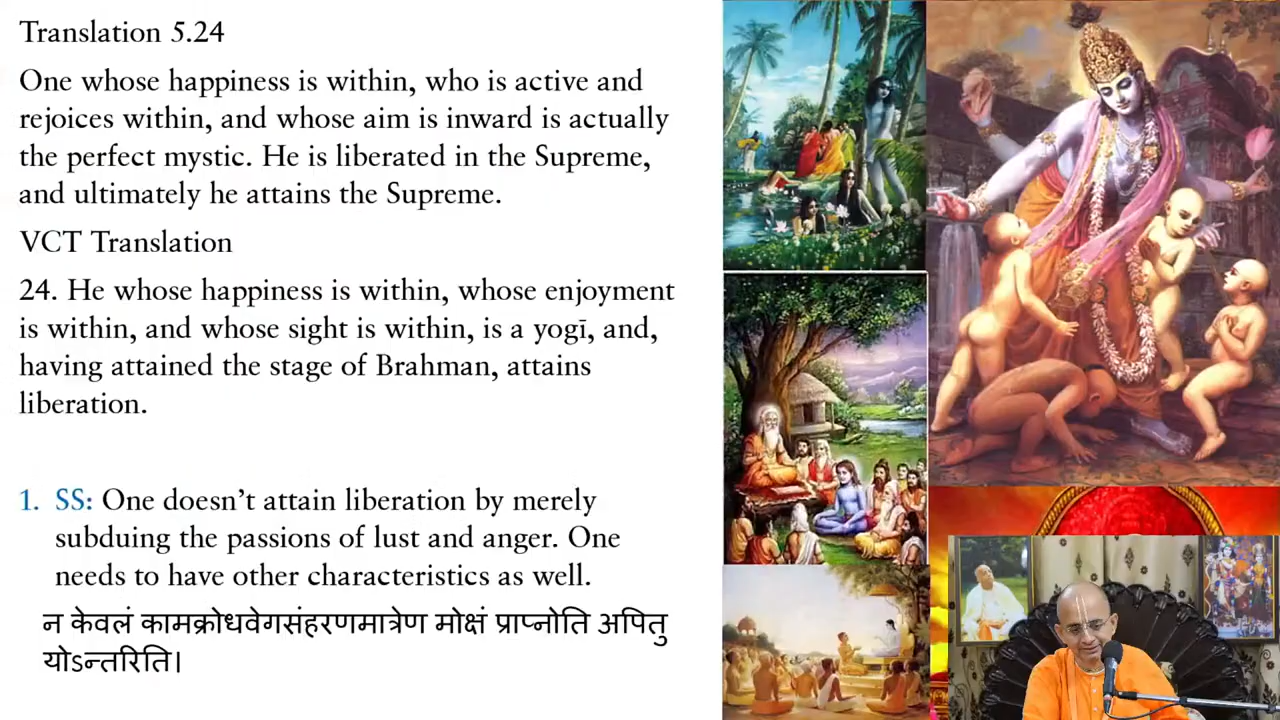 Translation 5.24
One whose happiness is within, who is active and
rejoices within, and whose aim is inward is actually
the perfect mystic. He is liberated in the Supreme,
and ultimately he attains the Supreme.
VCT Translation
24. He whose happiness is within, whose enjoyment
is within, and whose sight is within, is a yogī, and,
having attained the stage of Brahman, attains
liberation.
1. SS: One doesn’t attain liberation by merely
subduing the passions of lust and anger. One
needs to have other characteristics as well.
न केवलं कामक्रोधवेगसंहरणमात्रेण मोक्षं प्राप्नोति अपितु
योऽन्तरिति।